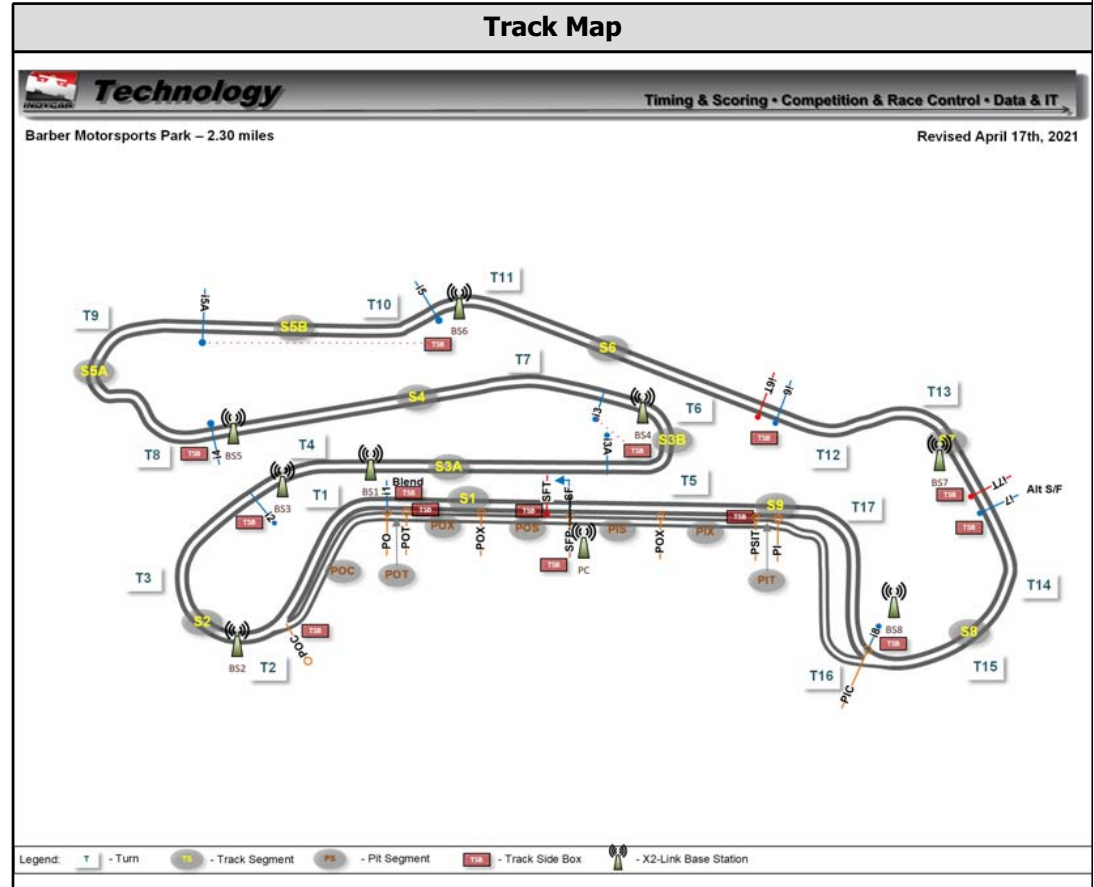 Track Map
INDYCAR
Technology
Timing & Scoring • Competition & Race Control • Data & IT
Barber Motorsports Park – 2.30 miles
Revised April 17th, 2021
T11
i5A
T10
i5
T9
S5B
BS6
TSB
S6
T7
S5A
S4
i6T
i6
T13
i3
BS4
T6
TSB
S7
i4
T4
i3A
TSB
S3B
T12
TSB
T8
BS5
S3A
BS7
i7T
BS3
T1
BS1
Blend
TSB
T5
TSB
i7
Alt S/F
i1
S1
SFT
SF
S9
T17
TSB
i2
TSB
TSB
TSB
PO
POT
POX
POX
POS
SFP
PIS
POX
PIX
PSIT
PI
T3
POC
POT
TSB
PC
PIT
T14
S2
BS8
i8
S8
TSB
TSB
BS2
T2
POC
T16
T15
PIC
Legend:
T - Turn
TS - Track Segment
PS - Pit Segment
TSB - Track Side Box
- X2-Link Base Station